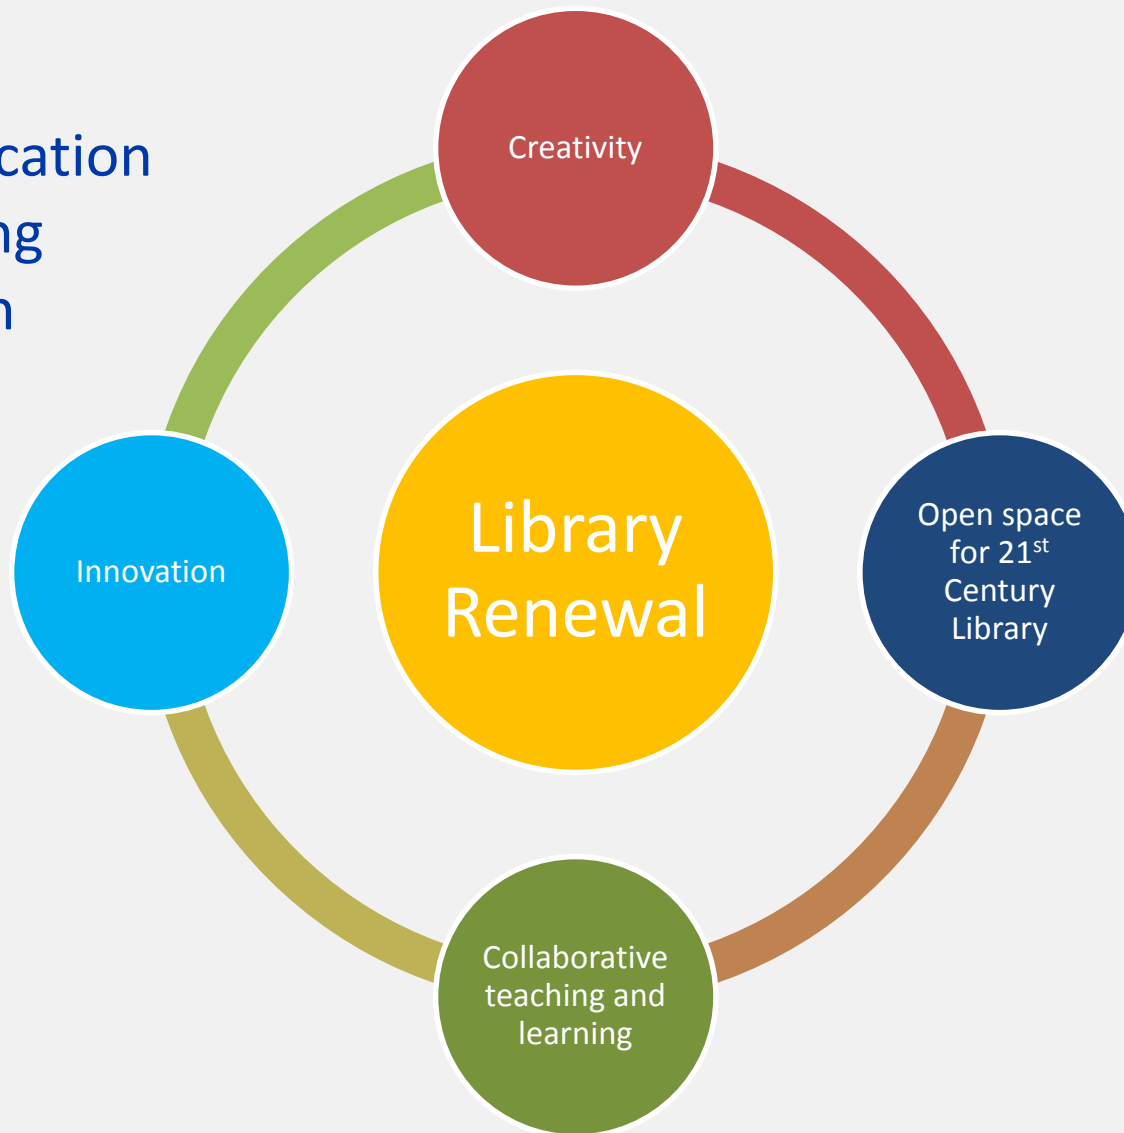 cation
ng
n
Creativity
Library
Renewal
Innovation
Open space
for 21st
Century
Library
Collaborative
teaching and
learning